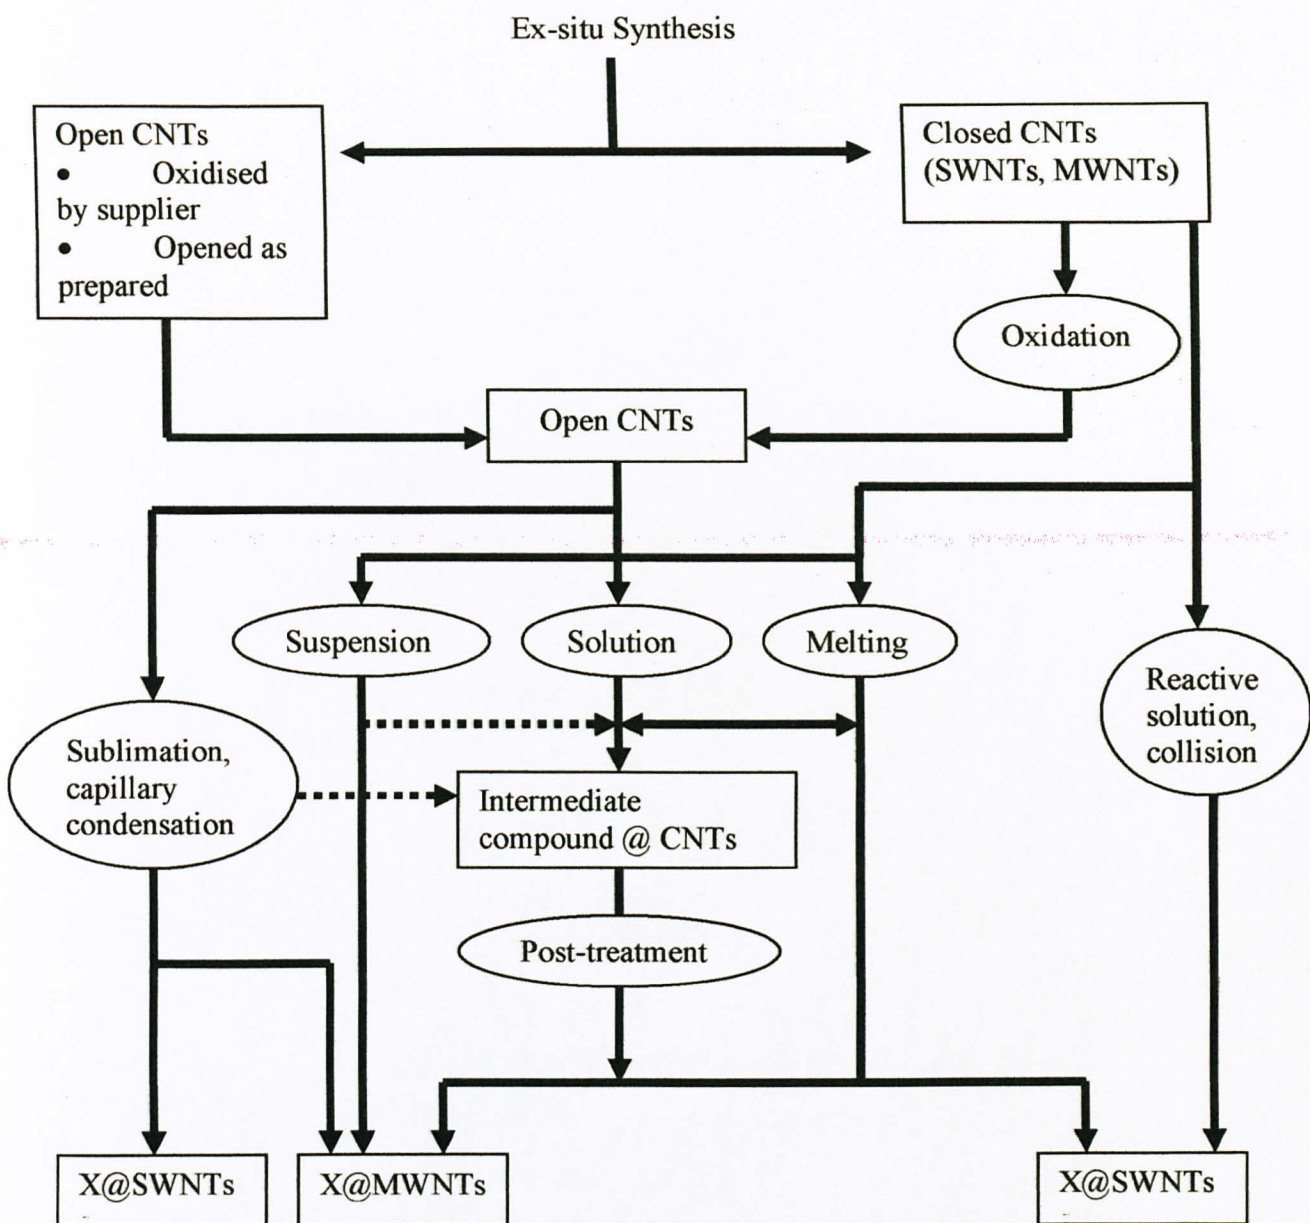 Ex-situ Synthesis
Open CNTs
• Oxidised
by supplier
• Opened as
prepared
Closed CNTs
(SWNTs, MWNTs)
Oxidation
Open CNTs
Suspension
Solution
Melting
Reactive
solution,
collision
Sublimation,
capillary
condensation
Intermediate
compound @ CNTs
Post-treatment
X@SWNTs
X@MWNTs
X@SWNTs